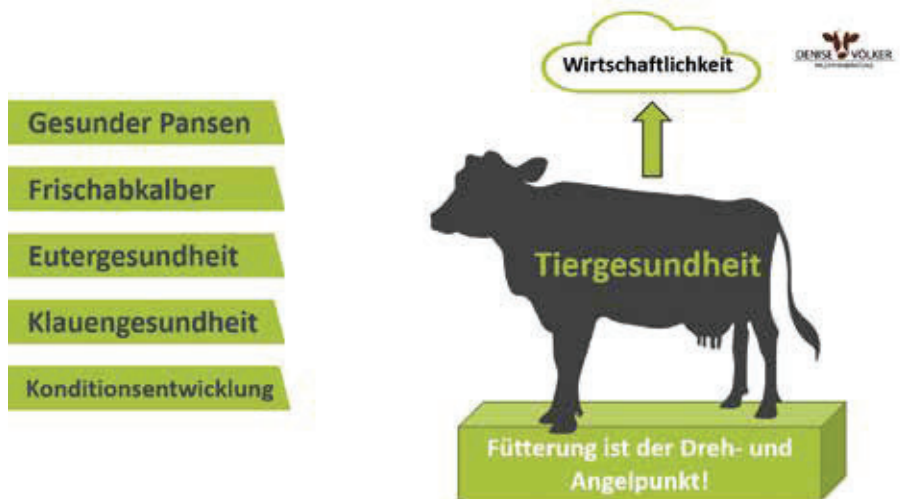 Wirtschaftlichkeit
DENISE VÖLKER
Gesunder Pansen
Frischabkalber
Eutergesundheit
Klauengesundheit
Konditionsentwicklung
Tiergesundheit
Fütterung ist der Dreh- und
Angelpunkt!